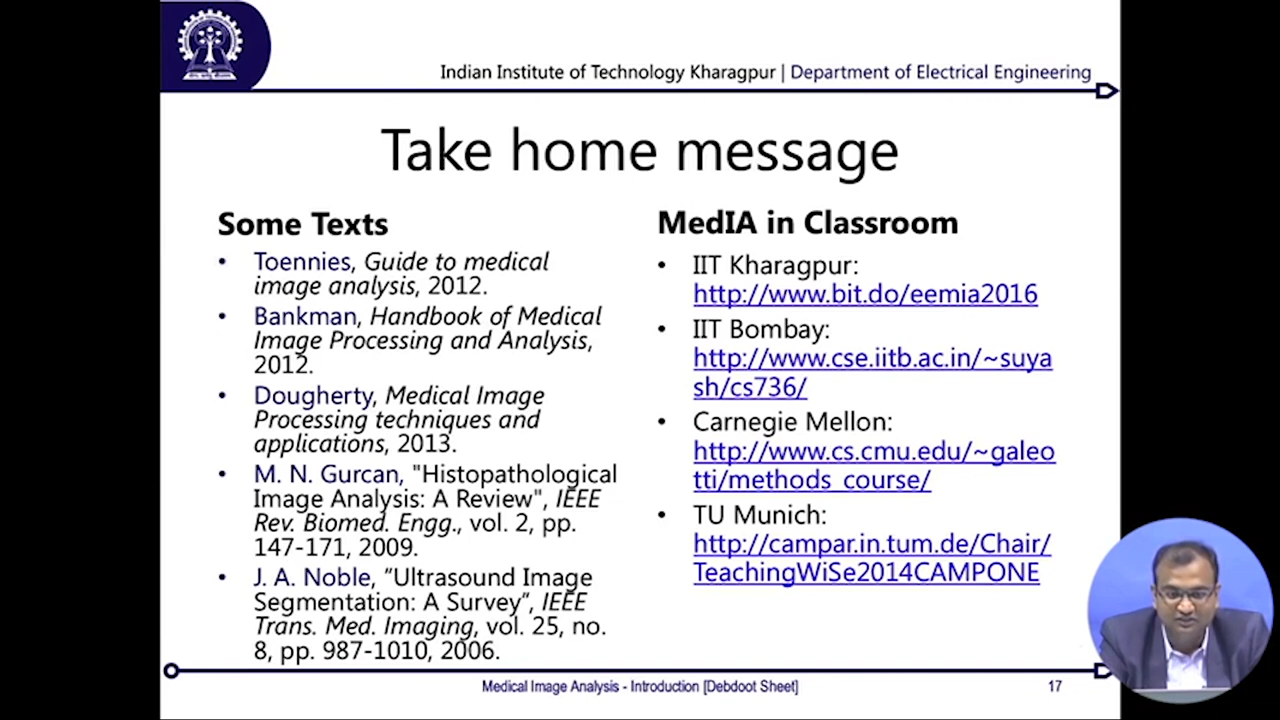 Indian Institute of Technology Kharagpur | Department of Electrical Engineering
Take home message
Some Texts
• Toennies, Guide to medical
image analysis, 2012.
• Bankman, Handbook of Medical
Image Processing and Analysis,
2012.
• Dougherty, Medical Image
Processing techniques and
applications, 2013.
• M. N. Gurcan, "Histopathological
Image Analysis: A Review", IEEE
Rev. Biomed. Engg., vol. 2, pp.
147-171, 2009.
• J. A. Noble, “Ultrasound Image
Segmentation: A Survey”, IEEE
Trans. Med. Imaging, vol. 25, no.
8, pp. 987-1010, 2006.
MedIA in Classroom
• IIT Kharagpur:
http://www.bit.do/eemia2016
• IIT Bombay:
http://www.cse.iitb.ac.in/~suya
sh/cs736/
• Carnegie Mellon:
http://www.cs.cmu.edu/~galeo
tti/methods_course/
• TU Munich:
http://campar.in.tum.de/Chair/
TeachingWiSe2014CAMPONE
Medical Image Analysis - Introduction [Debdoot Sheet]
17